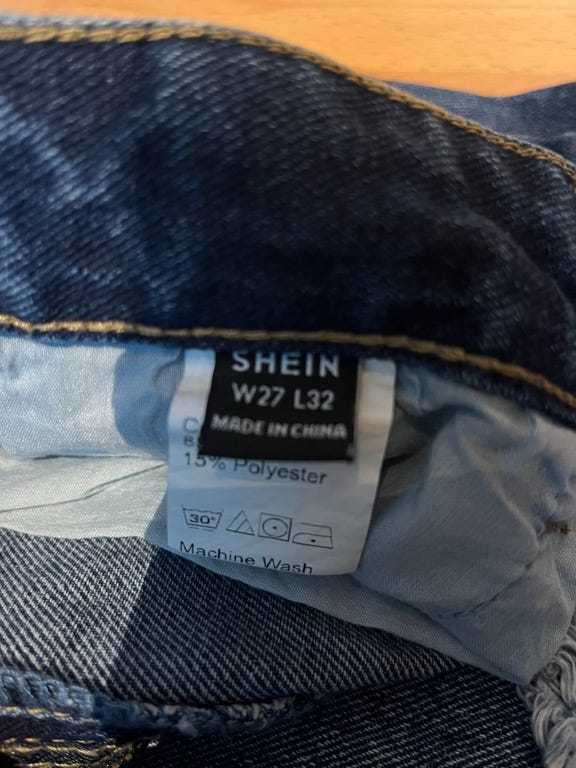 SHEIN
W27 L32
MADE IN CHINA
15% Polyester
30°
Machine Wash